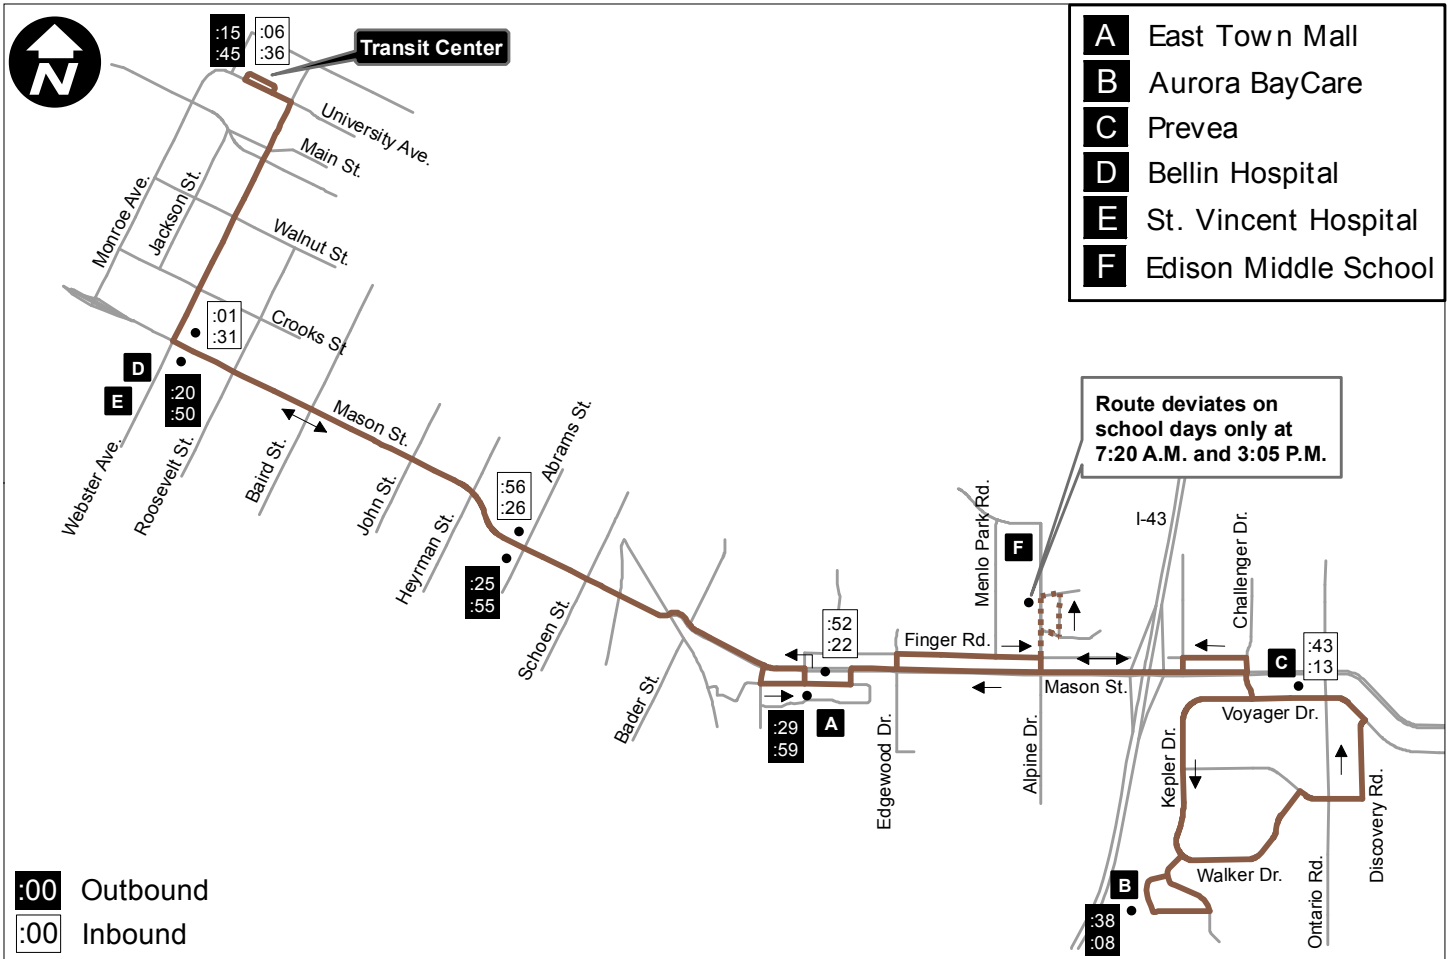 N
:15
:45
:06
:36
Transit Center
University Ave.
Main St.
Monroe Ave.
Jackson St.
Walnut St.
Crooks St
:01
:31
D
E
:20
:50
Mason St.
Webster Ave.
Roosevelt St.
Baird St.
John St.
Heyrman St.
Abrams St.
:56
:26
:25
:55
Schoen St.
Bader St.
:52
:22
:29
:59
A
Finger Rd.
Edgewood Dr.
Menlo Park Rd.
F
Route deviates on
school days only at
7:20 A.M. and 3:05 P.M.
I-43
Challenger Dr.
Mason St.
Alpine Dr.
C
:43
:13
Voyager Dr.
Kepler Dr.
Walker Dr.
Ontario Rd.
Discovery Rd.
B
:38
:08
A East Town Mall
B Aurora BayCare
C Prevea
D Bellin Hospital
E St. Vincent Hospital
F Edison Middle School
:00 Outbound
:00 Inbound